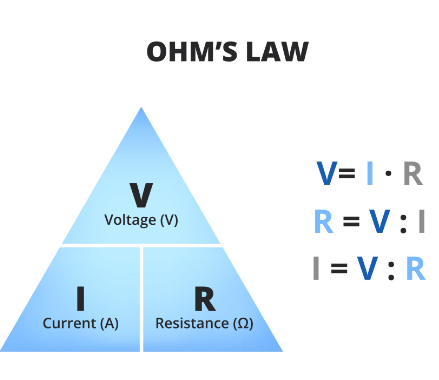 OHM'S LAW
V
Voltage (V)
I
Current (A)
R
Resistance (Ω)
V= I · R
R = V : I
I = V : R